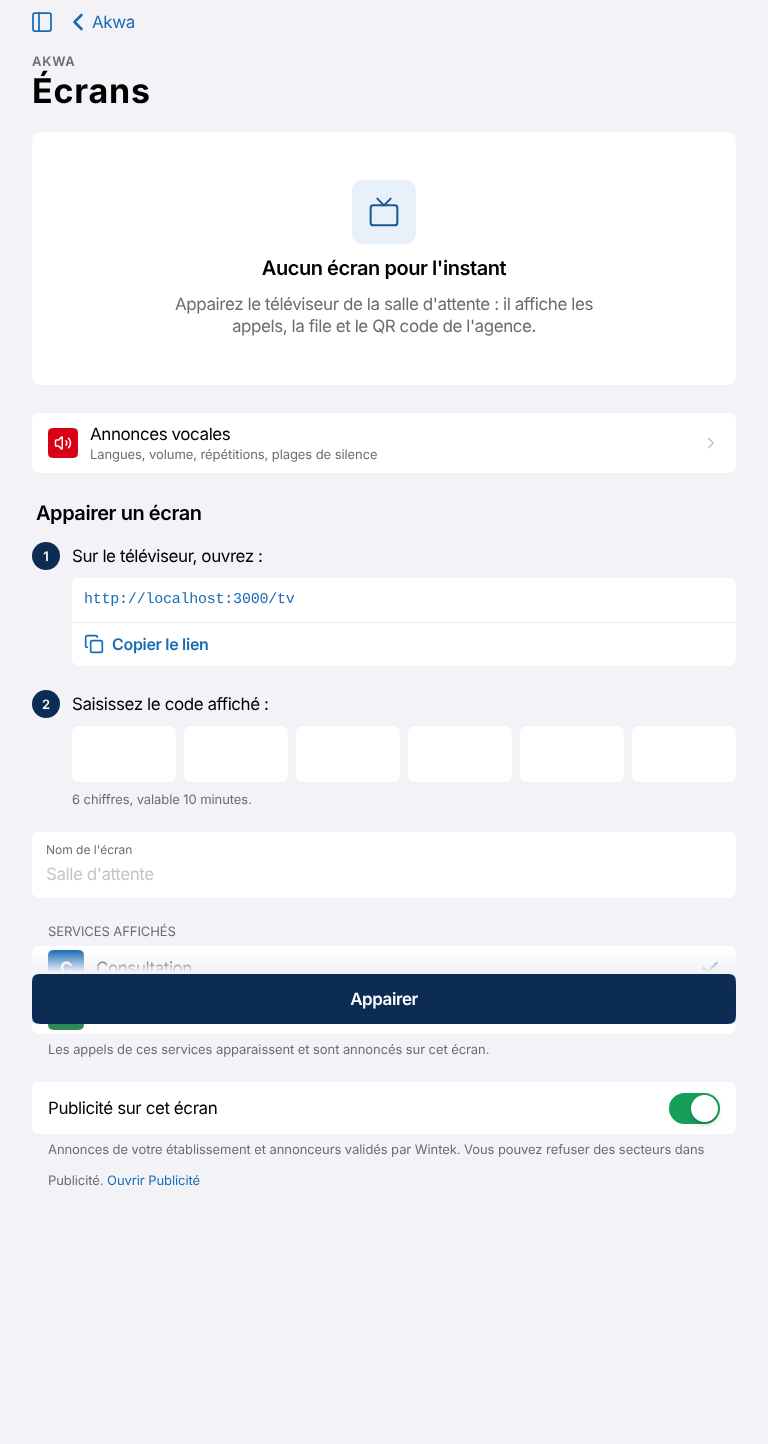 Akwa
AKWA
Écrans
Aucun écran pour l'instant
Appairez le téléviseur de la salle d'attente : il affiche les
appels, la file et le QR code de l'agence.
Annonces vocales
Langues, volume, répétitions, plages de silence
Appairer un écran
1 Sur le téléviseur, ouvrez :
http://localhost:3000/tv
Copier le lien
2 Saisissez le code affiché :
6 chiffres, valable 10 minutes.
Nom de l'écran
Salle d'attente
SERVICES AFFICHÉS
C Consultation
Appairer
Les appels de ces services apparaissent et sont annoncés sur cet écran.
Publicité sur cet écran
Annonces de votre établissement et annonceurs validés par Wintek. Vous pouvez refuser des secteurs dans
Publicité. Ouvrir Publicité